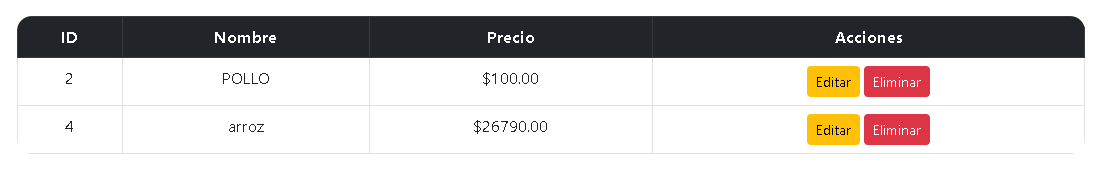 ID Nombre Precio Acciones
2 POLLO $100.00 Editar Eliminar
4 arroz $26790.00 Editar Eliminar